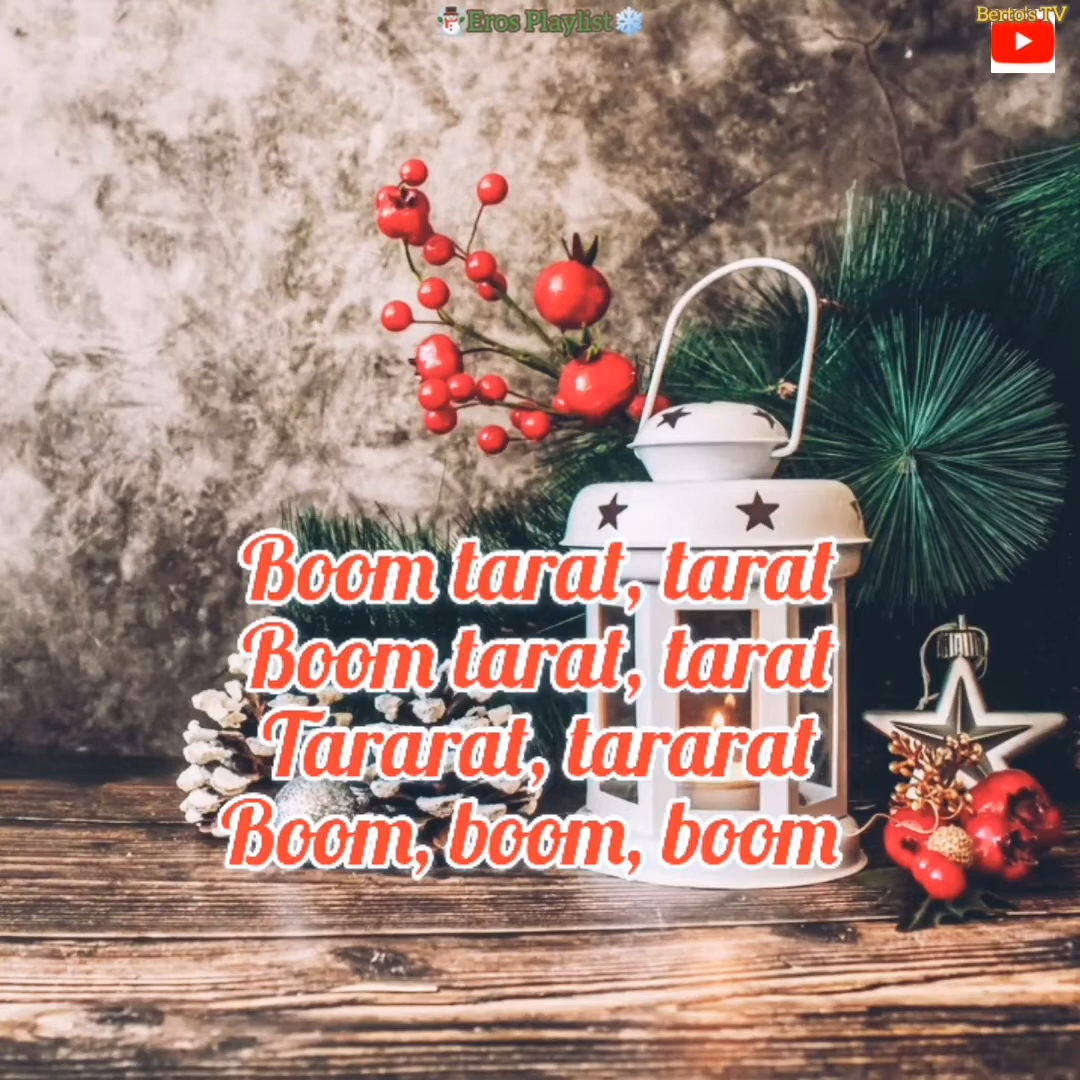 Eros Playlist
Berto's TV
Boom tarat, tarat
Boom tarat, tarat
Tararat, tararat
Boom, boom, boom